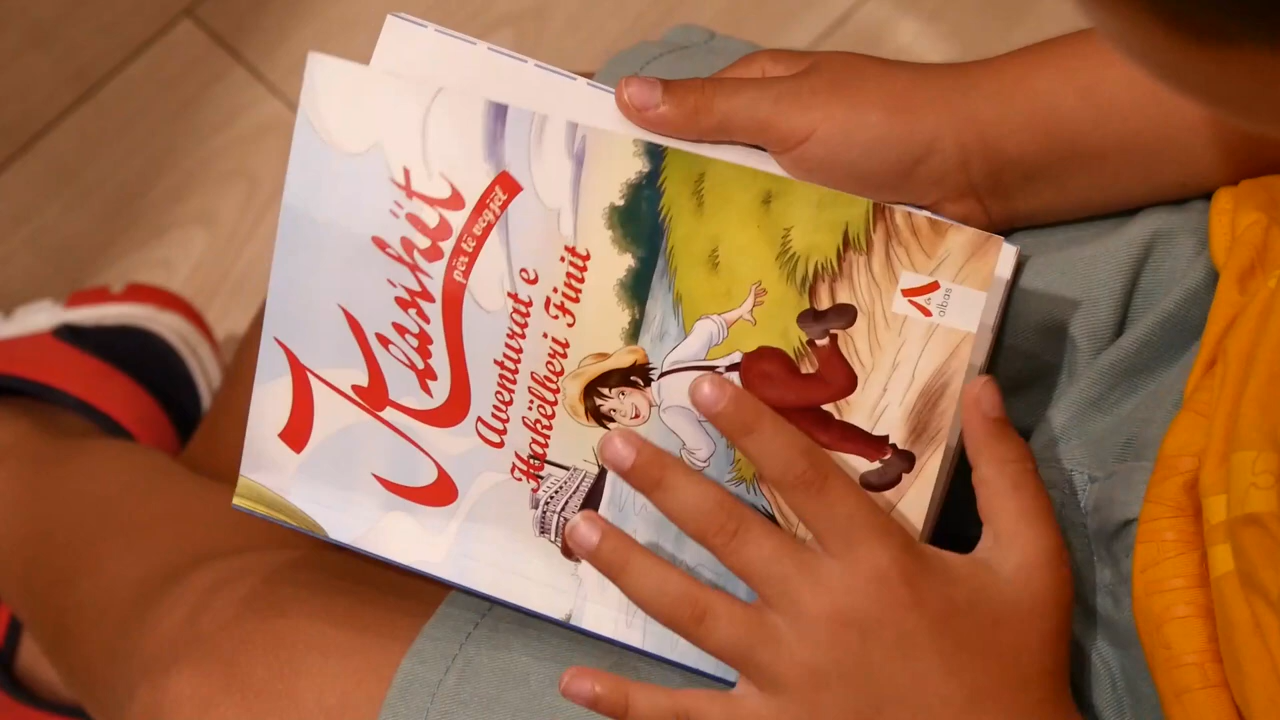 Klasikët
për të vegjël
Aventurat e
Hakëlberi Finit
albas